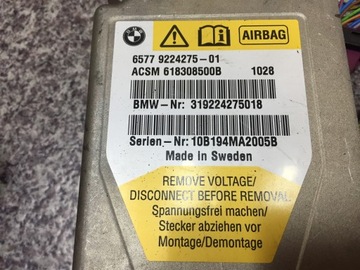 BMW
AIRBAG
6577 9224275-01
ACSM 618308500B 1028
BMW-Nr: 319224275018
Serien-Nr: 10B194MA2005B
Made in Sweden
REMOVE VOLTAGE/
DISCONNECT BEFORE REMOVAL
Spannungsfrei machen/
Stecker abziehen vor
Montage/Demontage